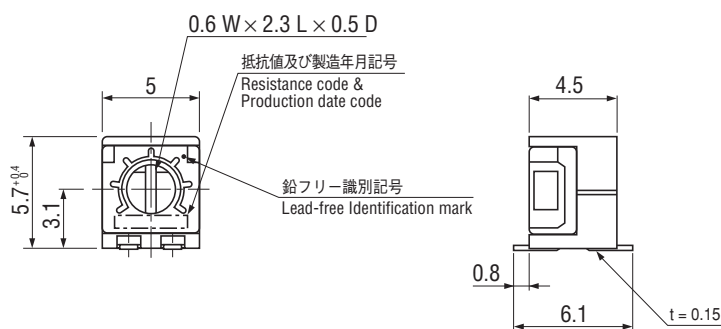 0.6 W × 2.3 L × 0.5 D
抵抗値及び製造年月記号
Resistance code &
Production date code
5
5.7 +0.4 0
3.1
鉛フリー識別記号
Lead-free Identification mark
4.5
0.8
6.1
t = 0.15